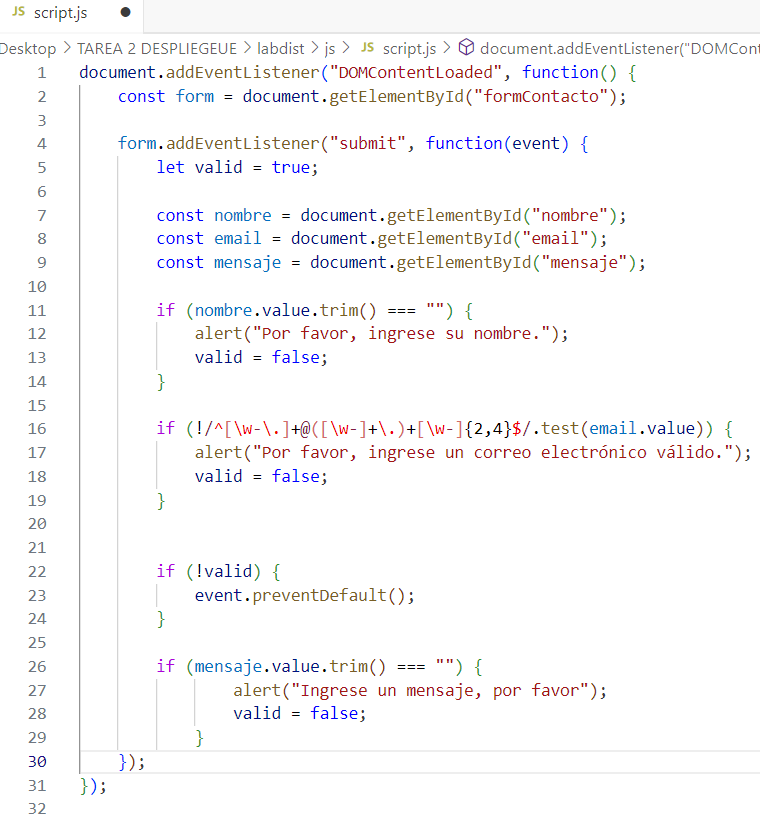 JS script.js ●
Desktop > TAREA 2 DESPLIEGEUE > labdist > js > JS script.js > document.addEventListener("DOMCont
1 document.addEventListener("DOMContentLoaded", function() {
2     const form = document.getElementById("formContacto");
3
4     form.addEventListener("submit", function(event) {
5         let valid = true;
6
7         const nombre = document.getElementById("nombre");
8         const email = document.getElementById("email");
9         const mensaje = document.getElementById("mensaje");
10
11         if (nombre.value.trim() === "") {
12             alert("Por favor, ingrese su nombre.");
13             valid = false;
14         }
15
16         if (!/^[\w-\.]+@([\w-]+\.)+[\w-]{2,4}$/.test(email.value)) {
17             alert("Por favor, ingrese un correo electrónico válido.");
18             valid = false;
19         }
20
21
22         if (!valid) {
23             event.preventDefault();
24         }
25
26         if (mensaje.value.trim() === "") {
27                 alert("Ingrese un mensaje, por favor");
28                 valid = false;
29             }
30     });
31 });
32